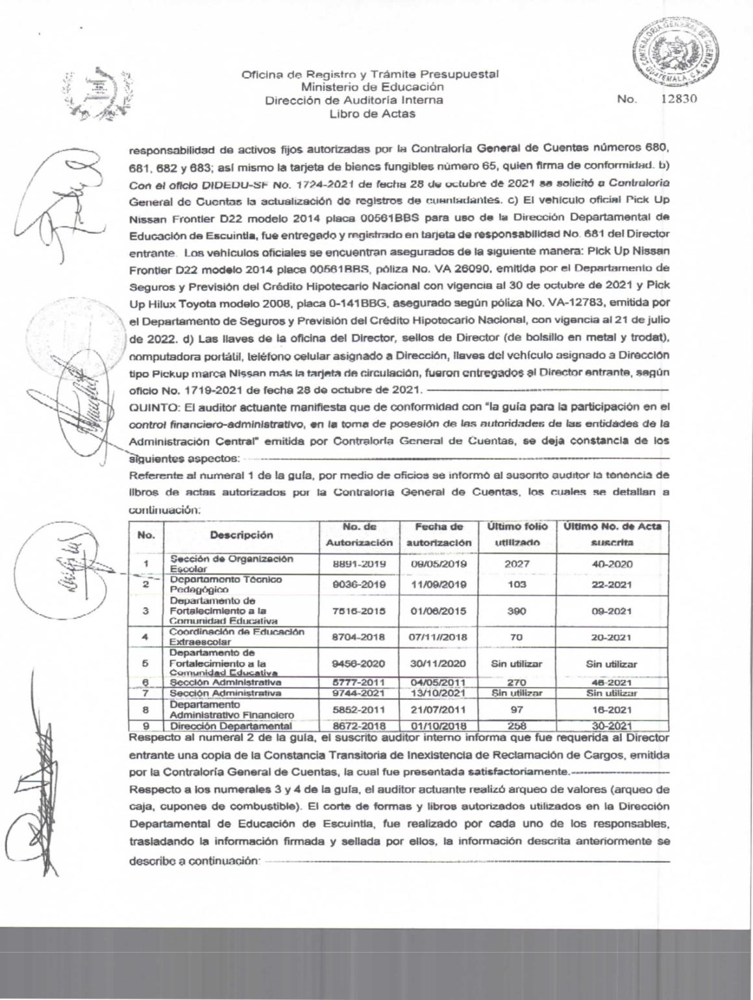 CONTRALORÍA GENERAL DE CUENTAS
GUATEMALA, C.A.
Oficina de Registro y Trámite Presupuestal
Ministerio de Educación
Dirección de Auditoría Interna
Libro de Actas
No. 12830
responsabilidad de activos fijos autorizadas por la Contraloría General de Cuentas números 680,
681, 682 y 683; así mismo la tarjeta de bienes fungibles número 65, quien firma de conformidad. b)
Con el oficio DIDEDU-SF No. 1724-2021 de fecha 28 de octubre de 2021 se solicitó a Contraloría
General de Cuentas la actualización de registros de cuentadantes. c) El vehículo oficial Pick Up
Nissan Frontier D22 modelo 2014 placa 00561BBS para uso de la Dirección Departamental de
Educación de Escuintla, fue entregado y registrado en tarjeta de responsabilidad No. 681 del Director
entrante. Los vehículos oficiales se encuentran asegurados de la siguiente manera: Pick Up Nissan
Frontier D22 modelo 2014 placa 00561BBS, póliza No. VA 26090, emitida por el Departamento de
Seguros y Previsión del Crédito Hipotecario Nacional con vigencia al 30 de octubre de 2021 y Pick
Up Hilux Toyota modelo 2008, placa 0-141BBG, asegurado según póliza No. VA-12783, emitida por
el Departamento de Seguros y Previsión del Crédito Hipotecario Nacional, con vigencia al 21 de julio
de 2022. d) Las llaves de la oficina del Director, sellos de Director (de bolsillo en metal y trodat),
computadora portátil, teléfono celular asignado a Dirección, llaves del vehículo asignado a Dirección
tipo Pickup marca Nissan más la tarjeta de circulación, fueron entregados al Director entrante, según
oficio No. 1719-2021 de fecha 28 de octubre de 2021.
QUINTO: El auditor actuante manifiesta que de conformidad con "la guía para la participación en el
control financiero-administrativo, en la toma de posesión de las autoridades de las entidades de la
Administración Central" emitida por Contraloría General de Cuentas, se deja constancia de los
siguientes aspectos:
Referente al numeral 1 de la guía, por medio de oficios se informó al suscrito auditor la tenencia de
libros de actas autorizados por la Contraloría General de Cuentas, los cuales se detallan a
continuación:
No. Descripción No. de Autorización Fecha de autorización Último folio utilizado Último No. de Acta suscrita
1 Sección de Organización Escolar 8891-2019 09/05/2019 2027 40-2020
2 Departamento Técnico Pedagógico 9036-2019 11/09/2019 103 22-2021
3 Departamento de Fortalecimiento a la Comunidad Educativa 7516-2015 01/06/2015 390 09-2021
4 Coordinación de Educación Extraescolar 8704-2018 07/11//2018 70 20-2021
5 Departamento de Fortalecimiento a la Comunidad Educativa 9456-2020 30/11/2020 Sin utilizar Sin utilizar
6 Sección Administrativa 5777-2011 04/05/2011 270 46-2021
7 Sección Administrativa 9744-2021 13/10/2021 Sin utilizar Sin utilizar
8 Departamento Administrativo Financiero 5852-2011 21/07/2011 97 16-2021
9 Dirección Departamental 8672-2018 01/10/2018 258 30-2021
Respecto al numeral 2 de la guía, el suscrito auditor interno informa que fue requerida al Director
entrante una copia de la Constancia Transitoria de Inexistencia de Reclamación de Cargos, emitida
por la Contraloría General de Cuentas, la cual fue presentada satisfactoriamente.
Respecto a los numerales 3 y 4 de la guía, el auditor actuante realizó arqueo de valores (arqueo de
caja, cupones de combustible). El corte de formas y libros autorizados utilizados en la Dirección
Departamental de Educación de Escuintla, fue realizado por cada uno de los responsables,
trasladando la información firmada y sellada por ellos, la información descrita anteriormente se
describe a continuación: